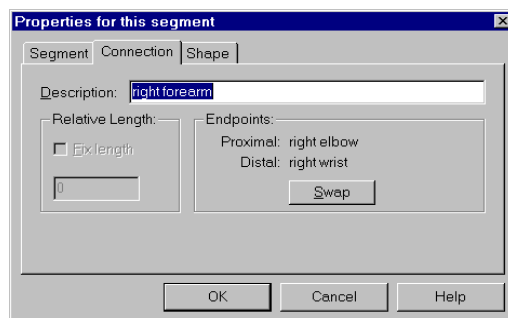 Properties for this segment
Segment Connection Shape
Description: right forearm
Relative Length: Endpoints:
Fix length Proximal: right elbow
Distal: right wrist
0 Swap
OK Cancel Help